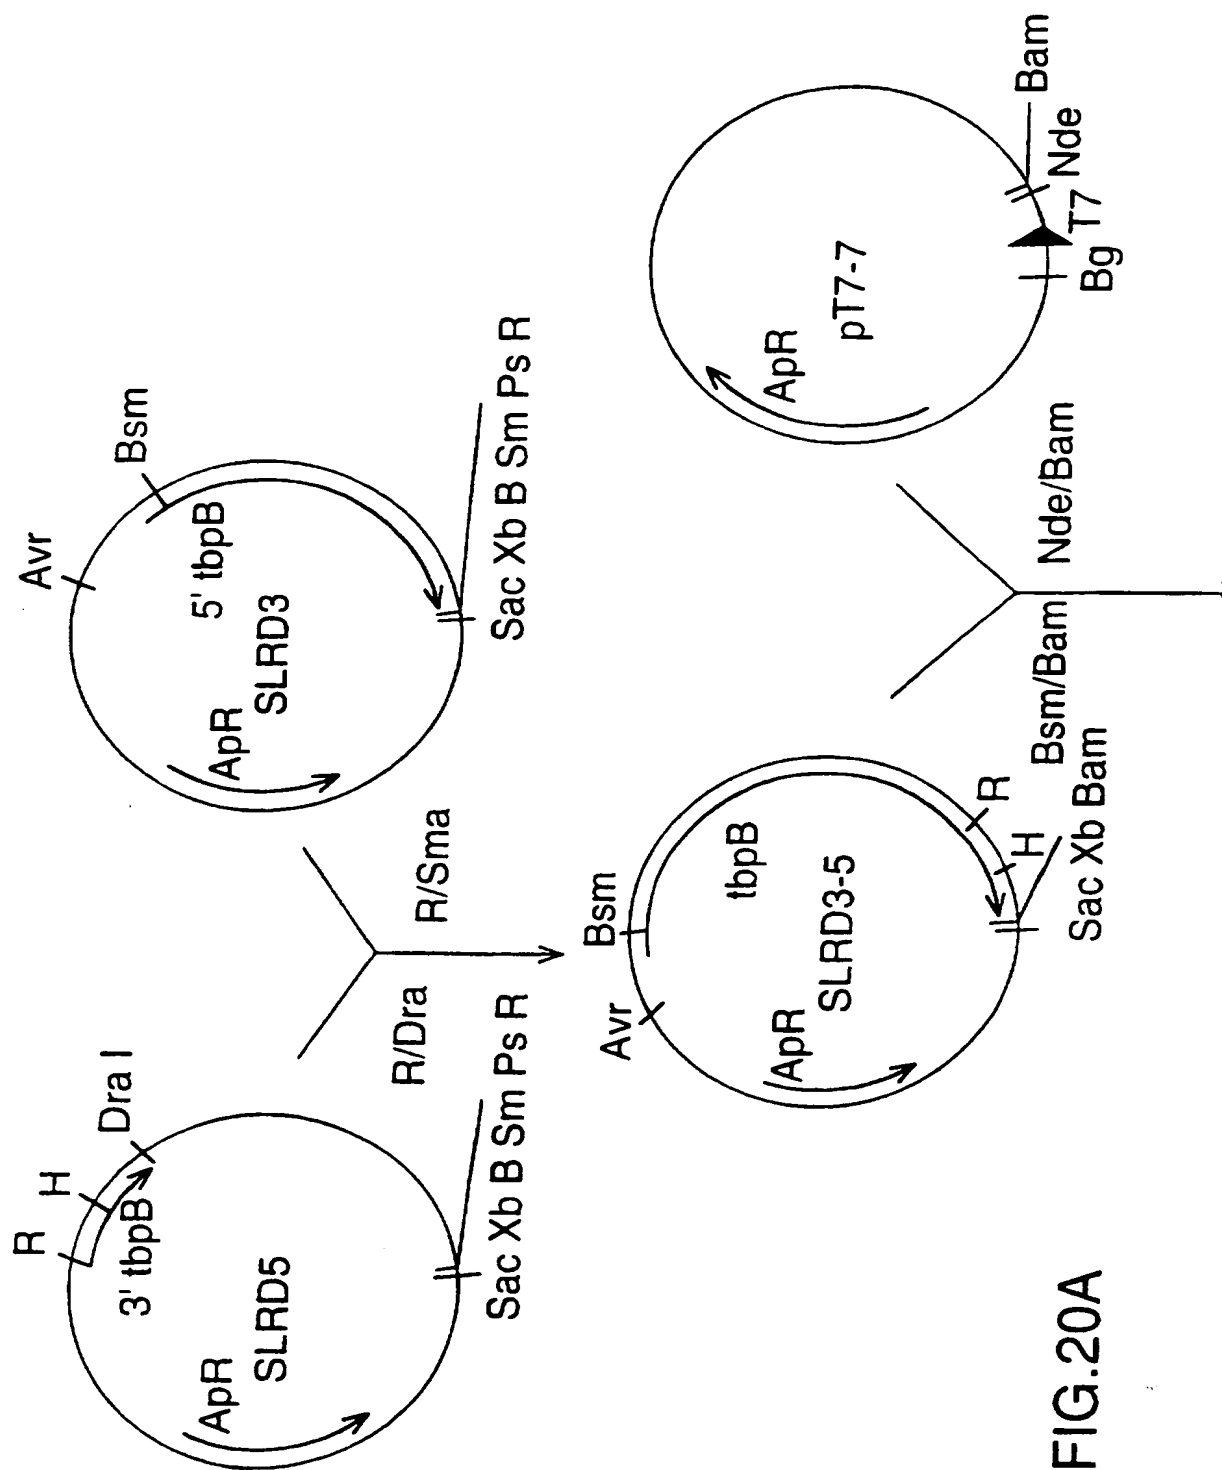 R
H
Dra I
3' tbpB
ApR
SLRD5
Sac Xb B Sm Ps R
R/Dra
R/Sma
Avr
Bsm
5' tbpB
ApR
SLRD3
Sac Xb B Sm Ps R
Avr
Bsm
tbpB
ApR
SLRD3-5
R
H
Sac Xb Bam
Bsm/Bam
Nde/Bam
ApR
pT7-7
Bg
T7
Nde
Bam
FIG.20A